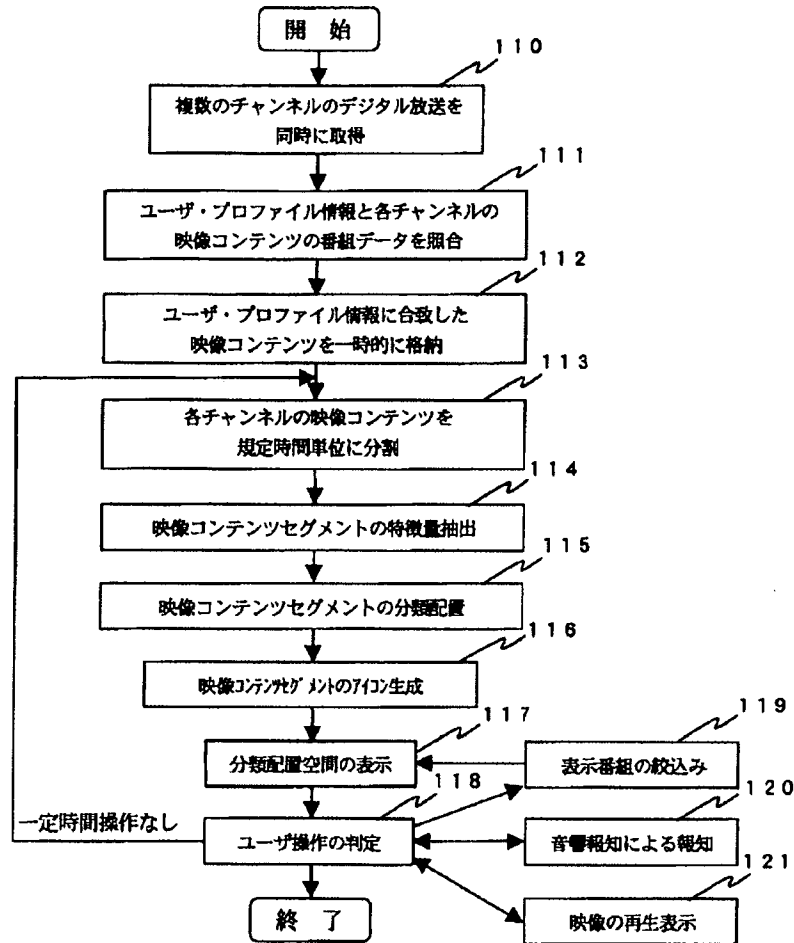 開 始
110
複数のチャンネルのデジタル放送を
同時に取得
111
ユーザ・プロファイル情報と各チャンネルの
映像コンテンツの番組データを照合
112
ユーザ・プロファイル情報に合致した
映像コンテンツを一時的に格納
113
各チャンネルの映像コンテンツを
規定時間単位に分割
114
映像コンテンツセグメントの特徴量抽出
115
映像コンテンツセグメントの分類配置
116
映像ｺﾝﾃﾝﾂｾｸﾞﾒﾝﾄのｱｲｺﾝ生成
117
分類配置空間の表示
119
表示番組の絞込み
118
一定時間操作なし
ユーザ操作の判定
120
音響報知による報知
121
映像の再生表示
終 了